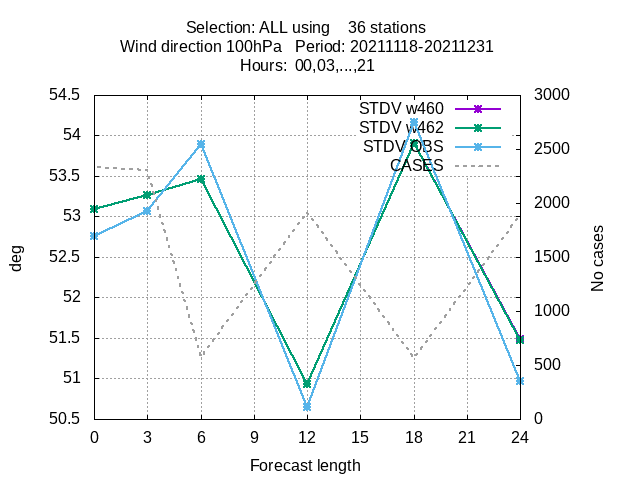 Selection: ALL using    36 stations
Wind direction 100hPa   Period: 20211118-20211231
Hours:  00,03,...,21
STDV w460
STDV w462
STDV OBS
CASES
54.5
54
53.5
53
52.5
52
51.5
51
50.5
deg
3000
2500
2000
1500
1000
500
0
No cases
0 3 6 9 12 15 18 21 24
Forecast length